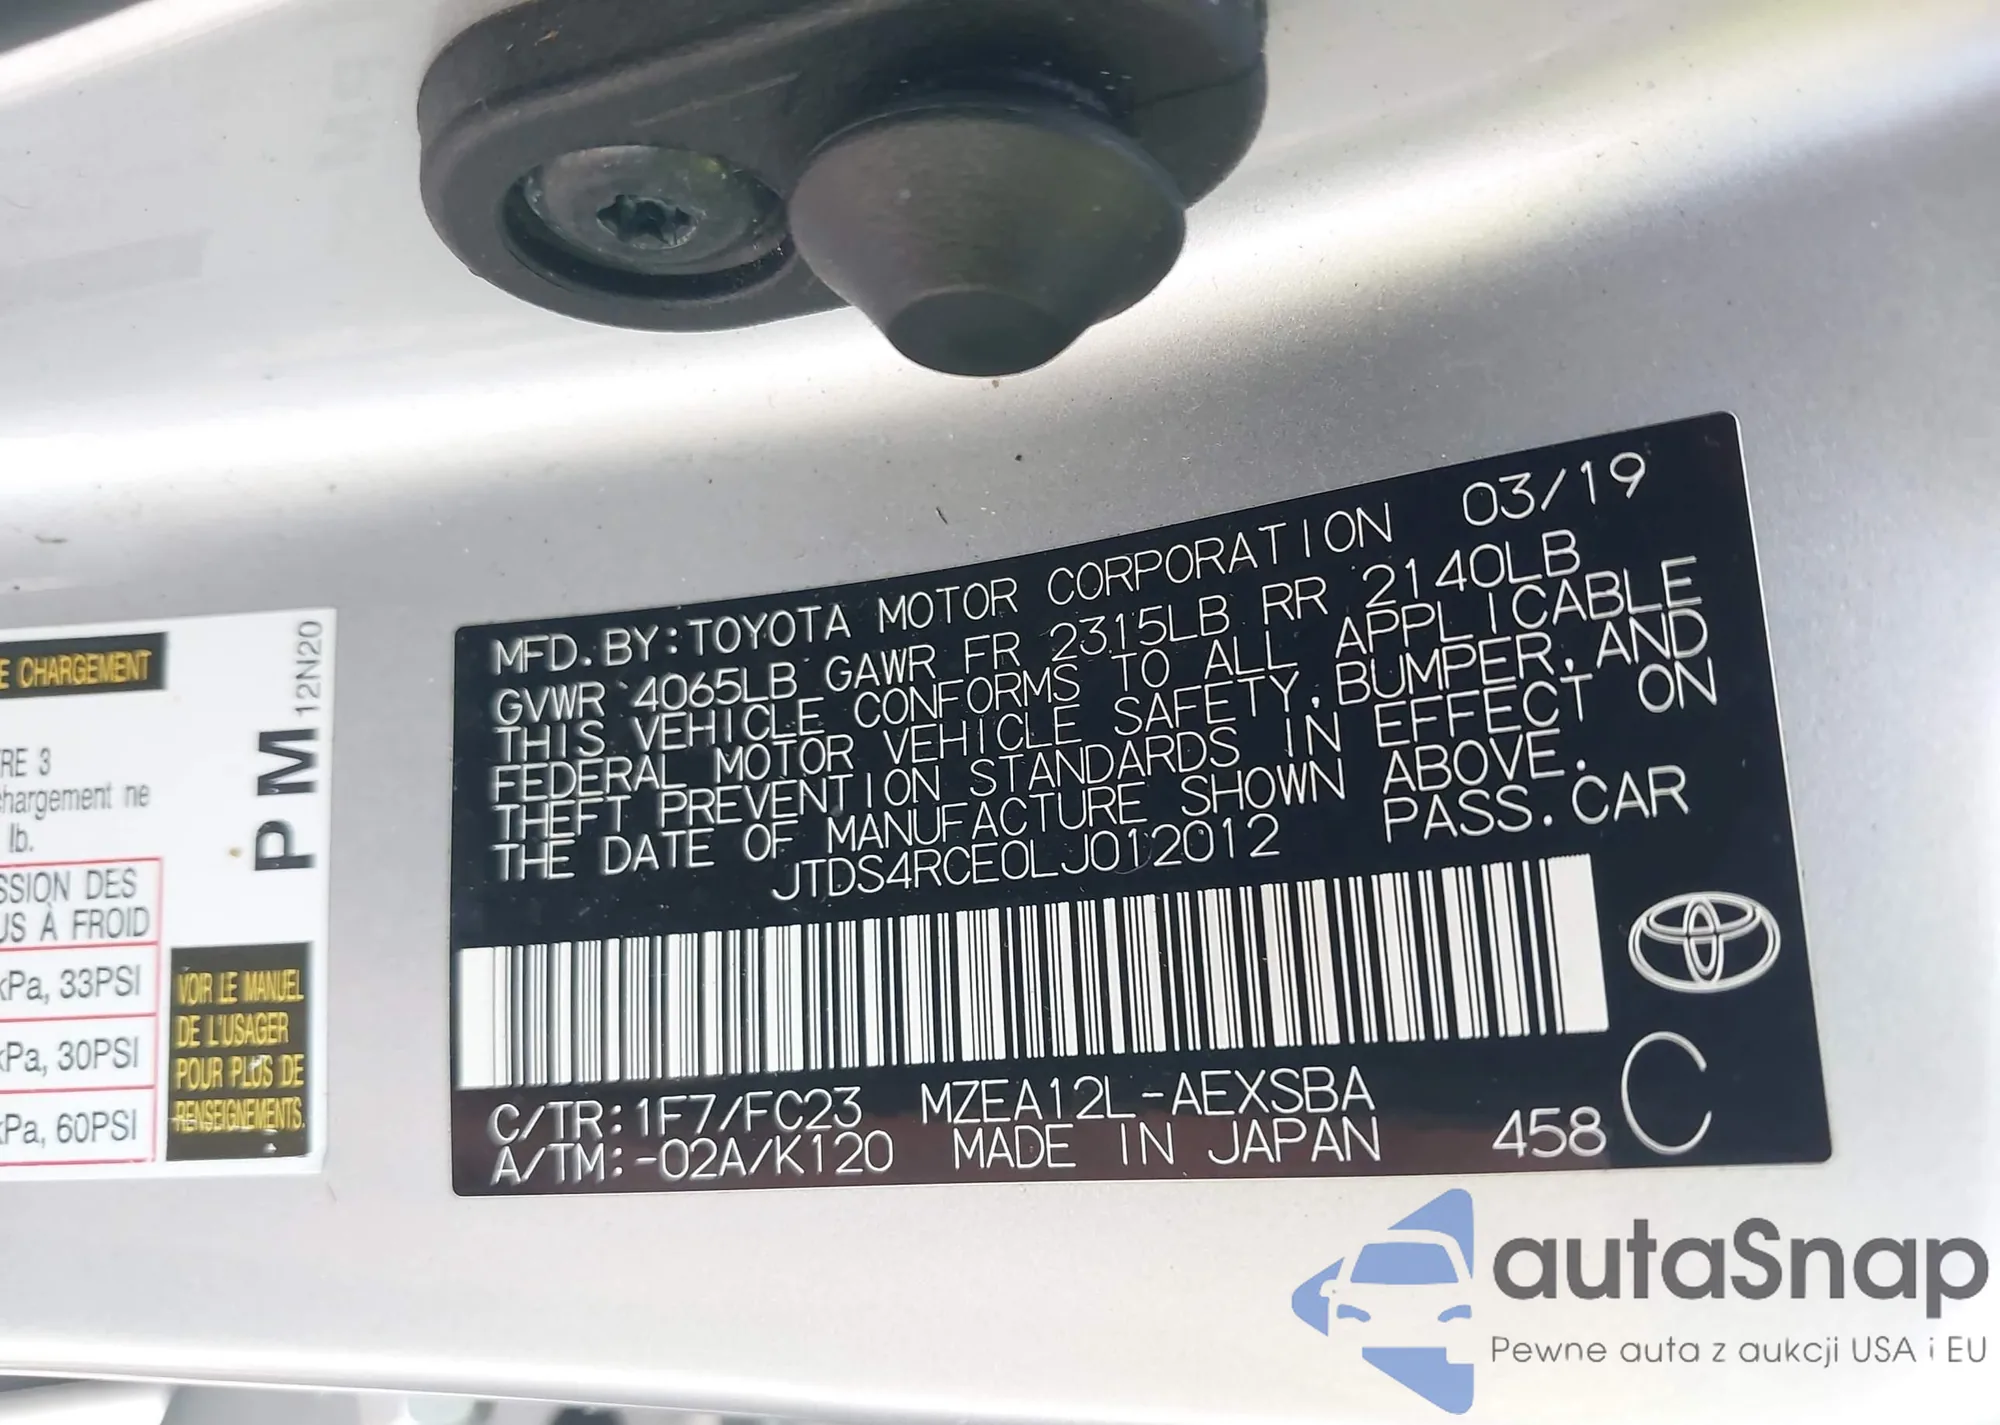 E CHARGEMENT
PM 12N20
RE 3
chargement ne
lb.
SSION DES
US À FROID
kPa, 33PSI
kPa, 30PSI
kPa, 60PSI
VOIR LE MANUEL
DE L'USAGER
POUR PLUS DE
RENSEIGNEMENTS.
MFD. BY: TOYOTA MOTOR CORPORATION 03/19
GVWR 4065LB GAWR FR 2315LB RR 2140LB
THIS VEHICLE CONFORMS TO ALL APPLICABLE
FEDERAL MOTOR VEHICLE SAFETY, BUMPER, AND
THEFT PREVENTION STANDARDS IN EFFECT ON
THE DATE OF MANUFACTURE SHOWN ABOVE.
JTDS4RCE0LJ012012 PASS. CAR
C/TR: 1F7/FC23 MZEA12L-AEXSBA
A/TM: -02A/K120 MADE IN JAPAN 458 C
autaSnap
Pewne auta z aukcji USA i EU